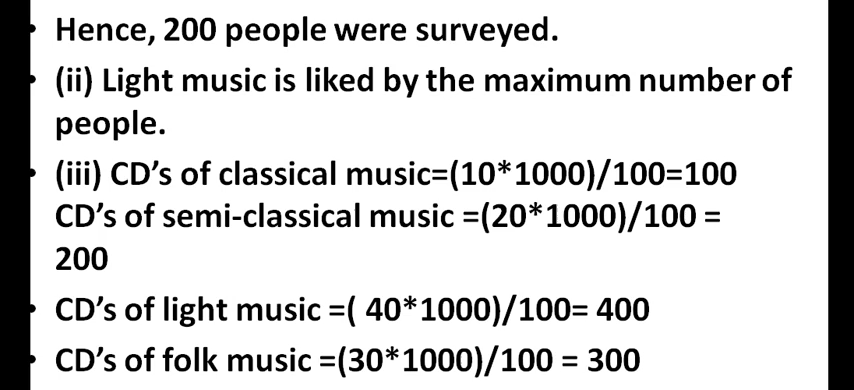 • Hence, 200 people were surveyed.
• (ii) Light music is liked by the maximum number of
people.
• (iii) CD’s of classical music=(10*1000)/100=100
CD’s of semi-classical music =(20*1000)/100 =
200
• CD’s of light music =( 40*1000)/100= 400
• CD’s of folk music =(30*1000)/100 = 300